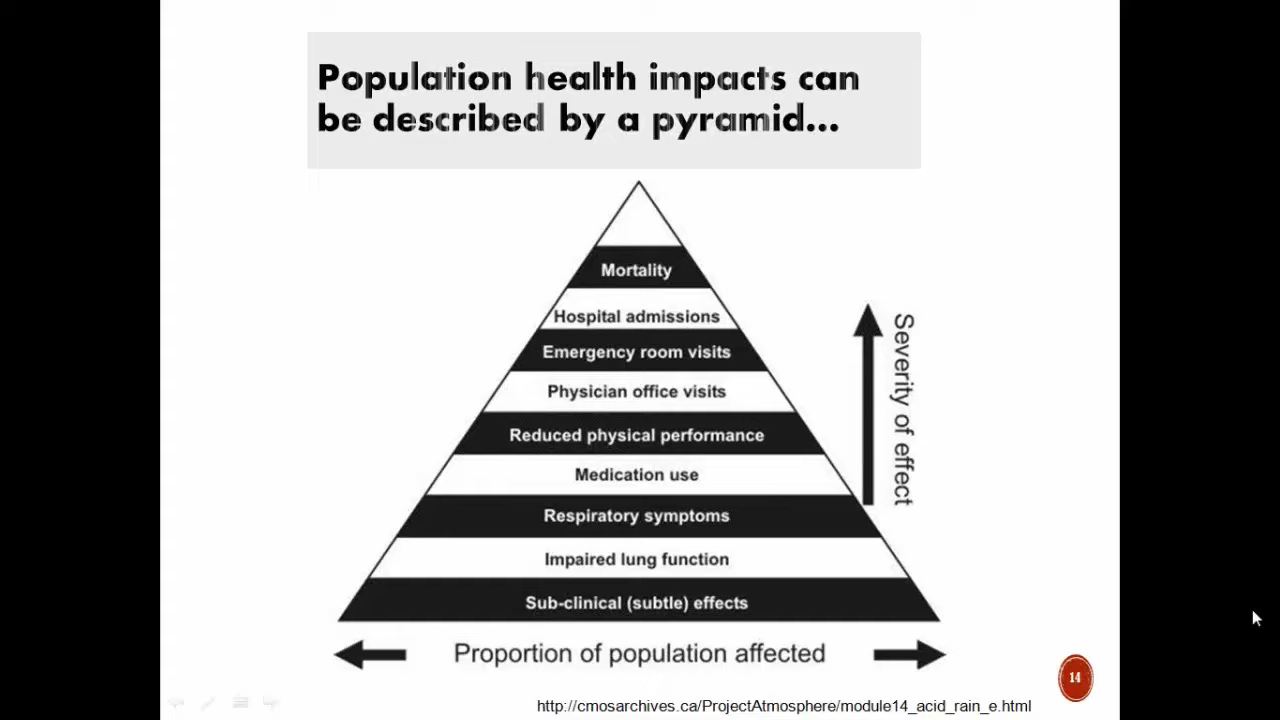 Population health impacts can
be described by a pyramid...
Mortality
Hospital admissions
Emergency room visits
Physician office visits
Reduced physical performance
Medication use
Respiratory symptoms
Impaired lung function
Sub-clinical (subtle) effects
Severity of effect
Proportion of population affected
14
http://cmosarchives.ca/ProjectAtmosphere/module14_acid_rain_e.html